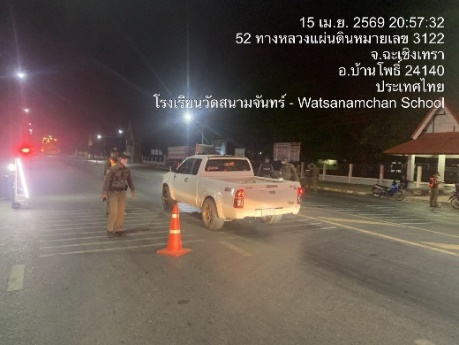 15 เม.ย. 2569 20:57:32
52 ทางหลวงแผ่นดินหมายเลข 3122
จ.ฉะเชิงเทรา
อ.บ้านโพธิ์ 24140
ประเทศไทย
โรงเรียนวัดสนามจันทร์ - Watsanamchan School